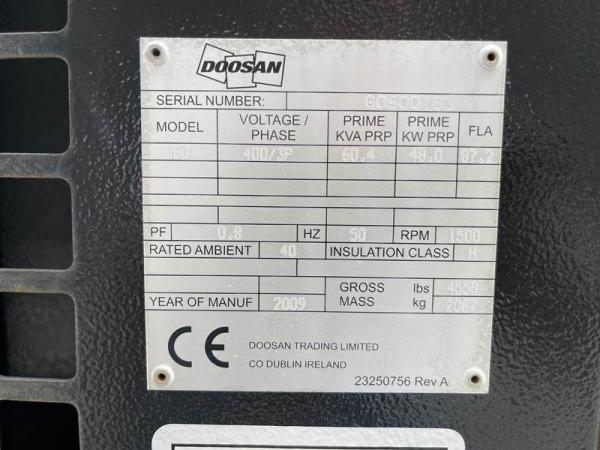 DOOSAN
SERIAL NUMBER:
MODEL VOLTAGE / PHASE PRIME KVA PRP PRIME KW PRP FLA
400/3P 60.4 48.0 87.2
PF 0.8 HZ 50 RPM 1500
RATED AMBIENT 40 INSULATION CLASS H
GROSS MASS lbs
YEAR OF MANUF 2009 kg
CE DOOSAN TRADING LIMITED
CO DUBLIN IRELAND
23250756 Rev A